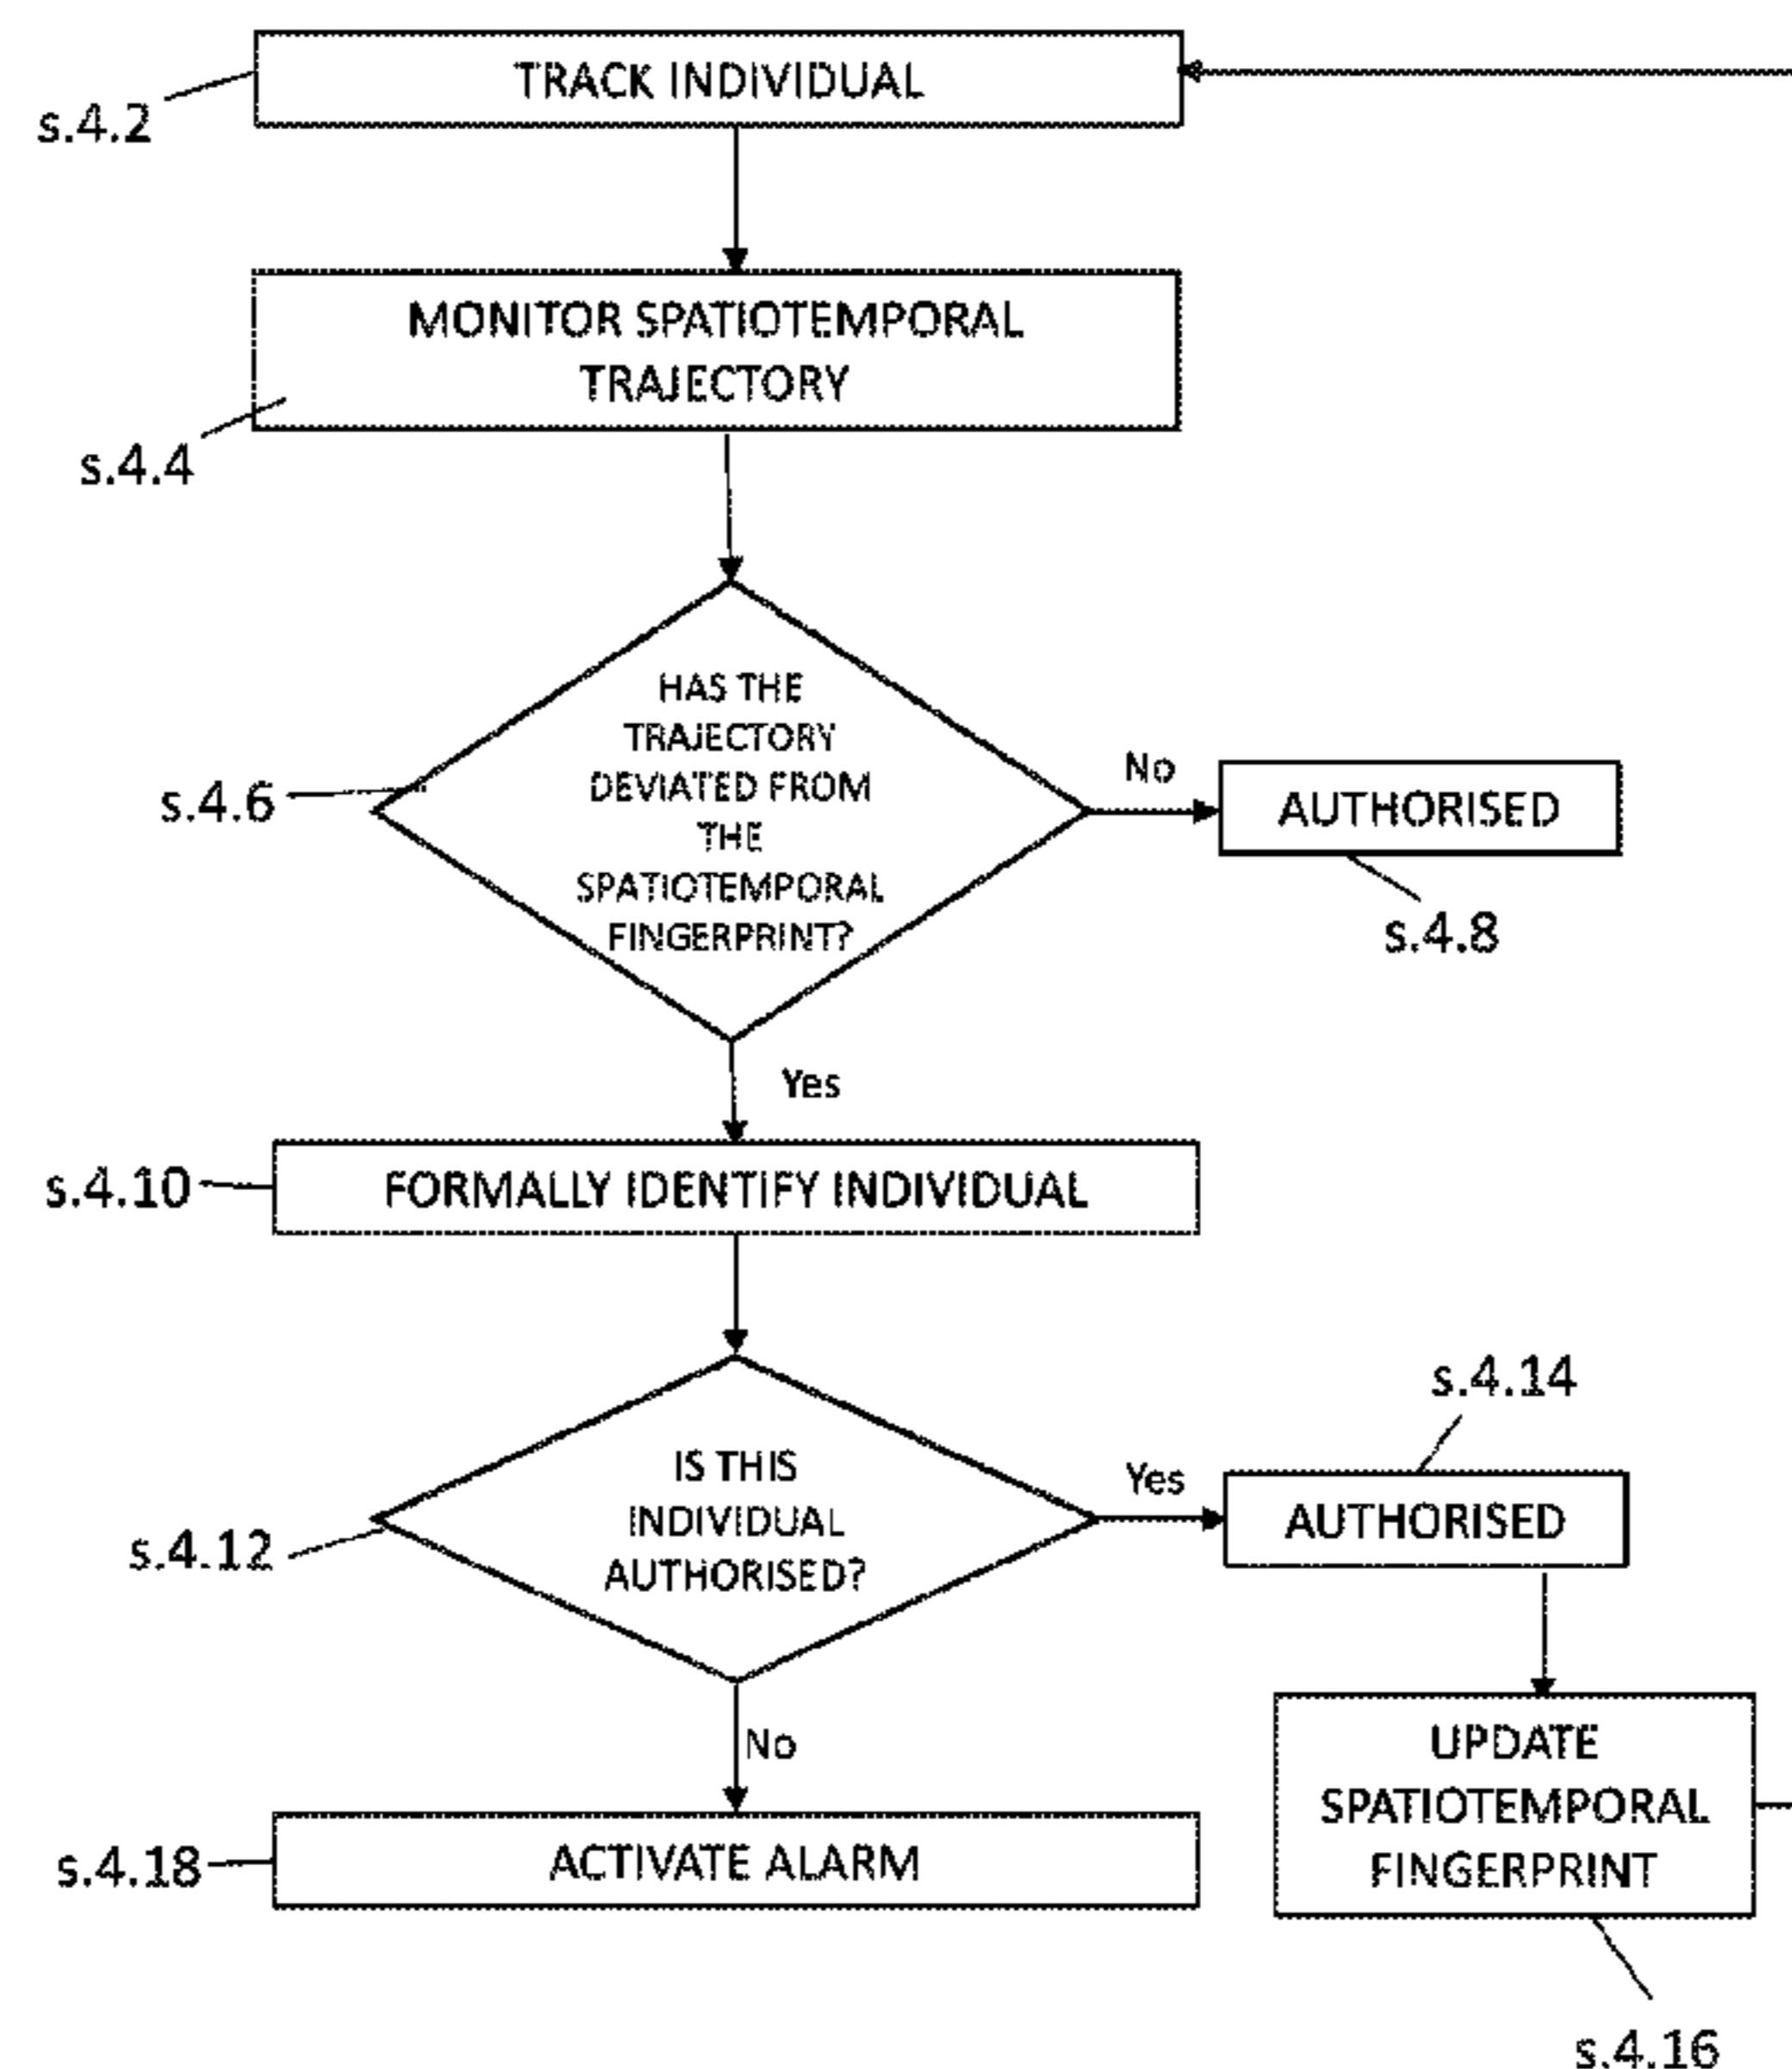 TRACK INDIVIDUAL
s.4.2
MONITOR SPATIOTEMPORAL
TRAJECTORY
s.4.4
HAS THE
TRAJECTORY
DEVIATED FROM
THE
SPATIOTEMPORAL
FINGERPRINT?
s.4.6
No
AUTHORISED
s.4.8
Yes
FORMALLY IDENTIFY INDIVIDUAL
s.4.10
IS THIS
INDIVIDUAL
AUTHORISED?
s.4.12
Yes
s.4.14
AUTHORISED
UPDATE
SPATIOTEMPORAL
FINGERPRINT
s.4.16
No
ACTIVATE ALARM
s.4.18